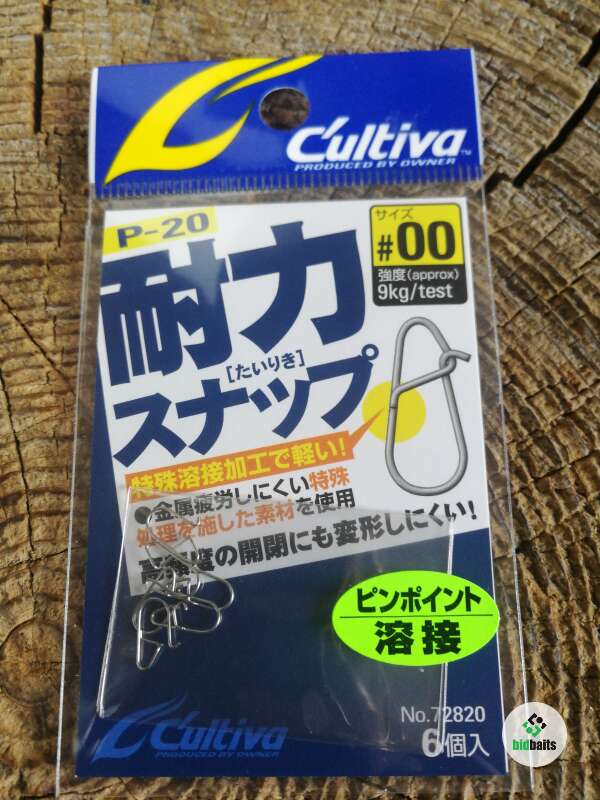 C'ultiva™
PRODUCED BY OWNER
P-20
サイズ
#00
強度(approx)
9kg/test
耐力
[たいりき]
スナップ
特殊溶接加工で軽い!
●金属疲労しにくい特殊
処理を施した素材を使用
高頻度の開閉にも変形しにくい!
ピンポイント
溶接
No.72820
6個入
C'ultiva
PRODUCED BY OWNER
bidbaits